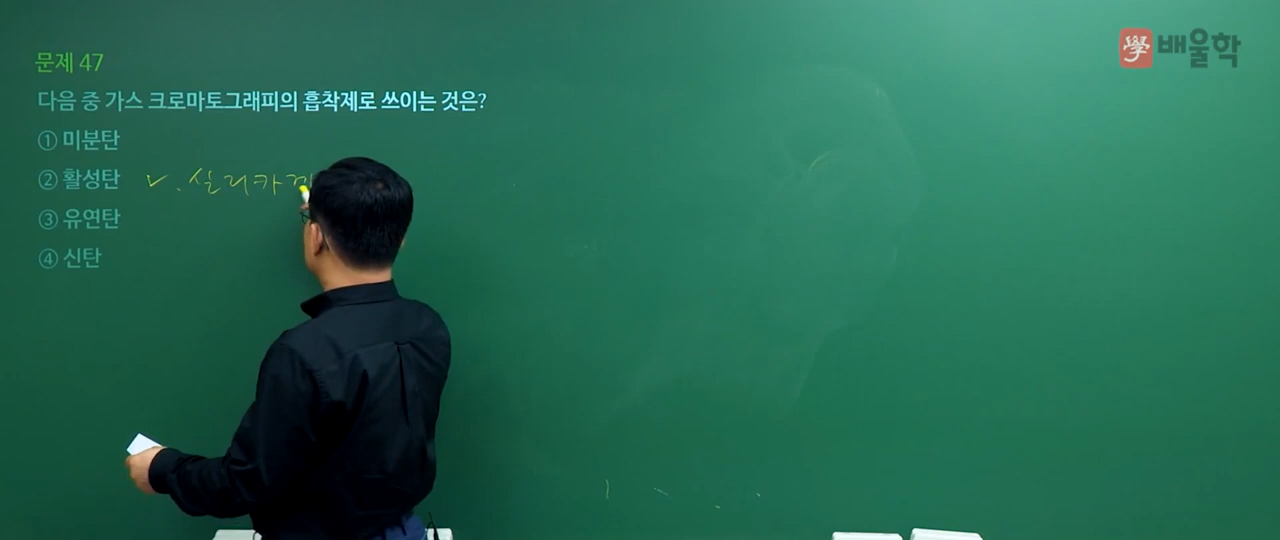 學 배울학
문제 47
다음 중 가스 크로마토그래피의 흡착제로 쓰이는 것은?
① 미분탄
② 활성탄 ✓. 실리카
③ 유연탄
④ 신탄